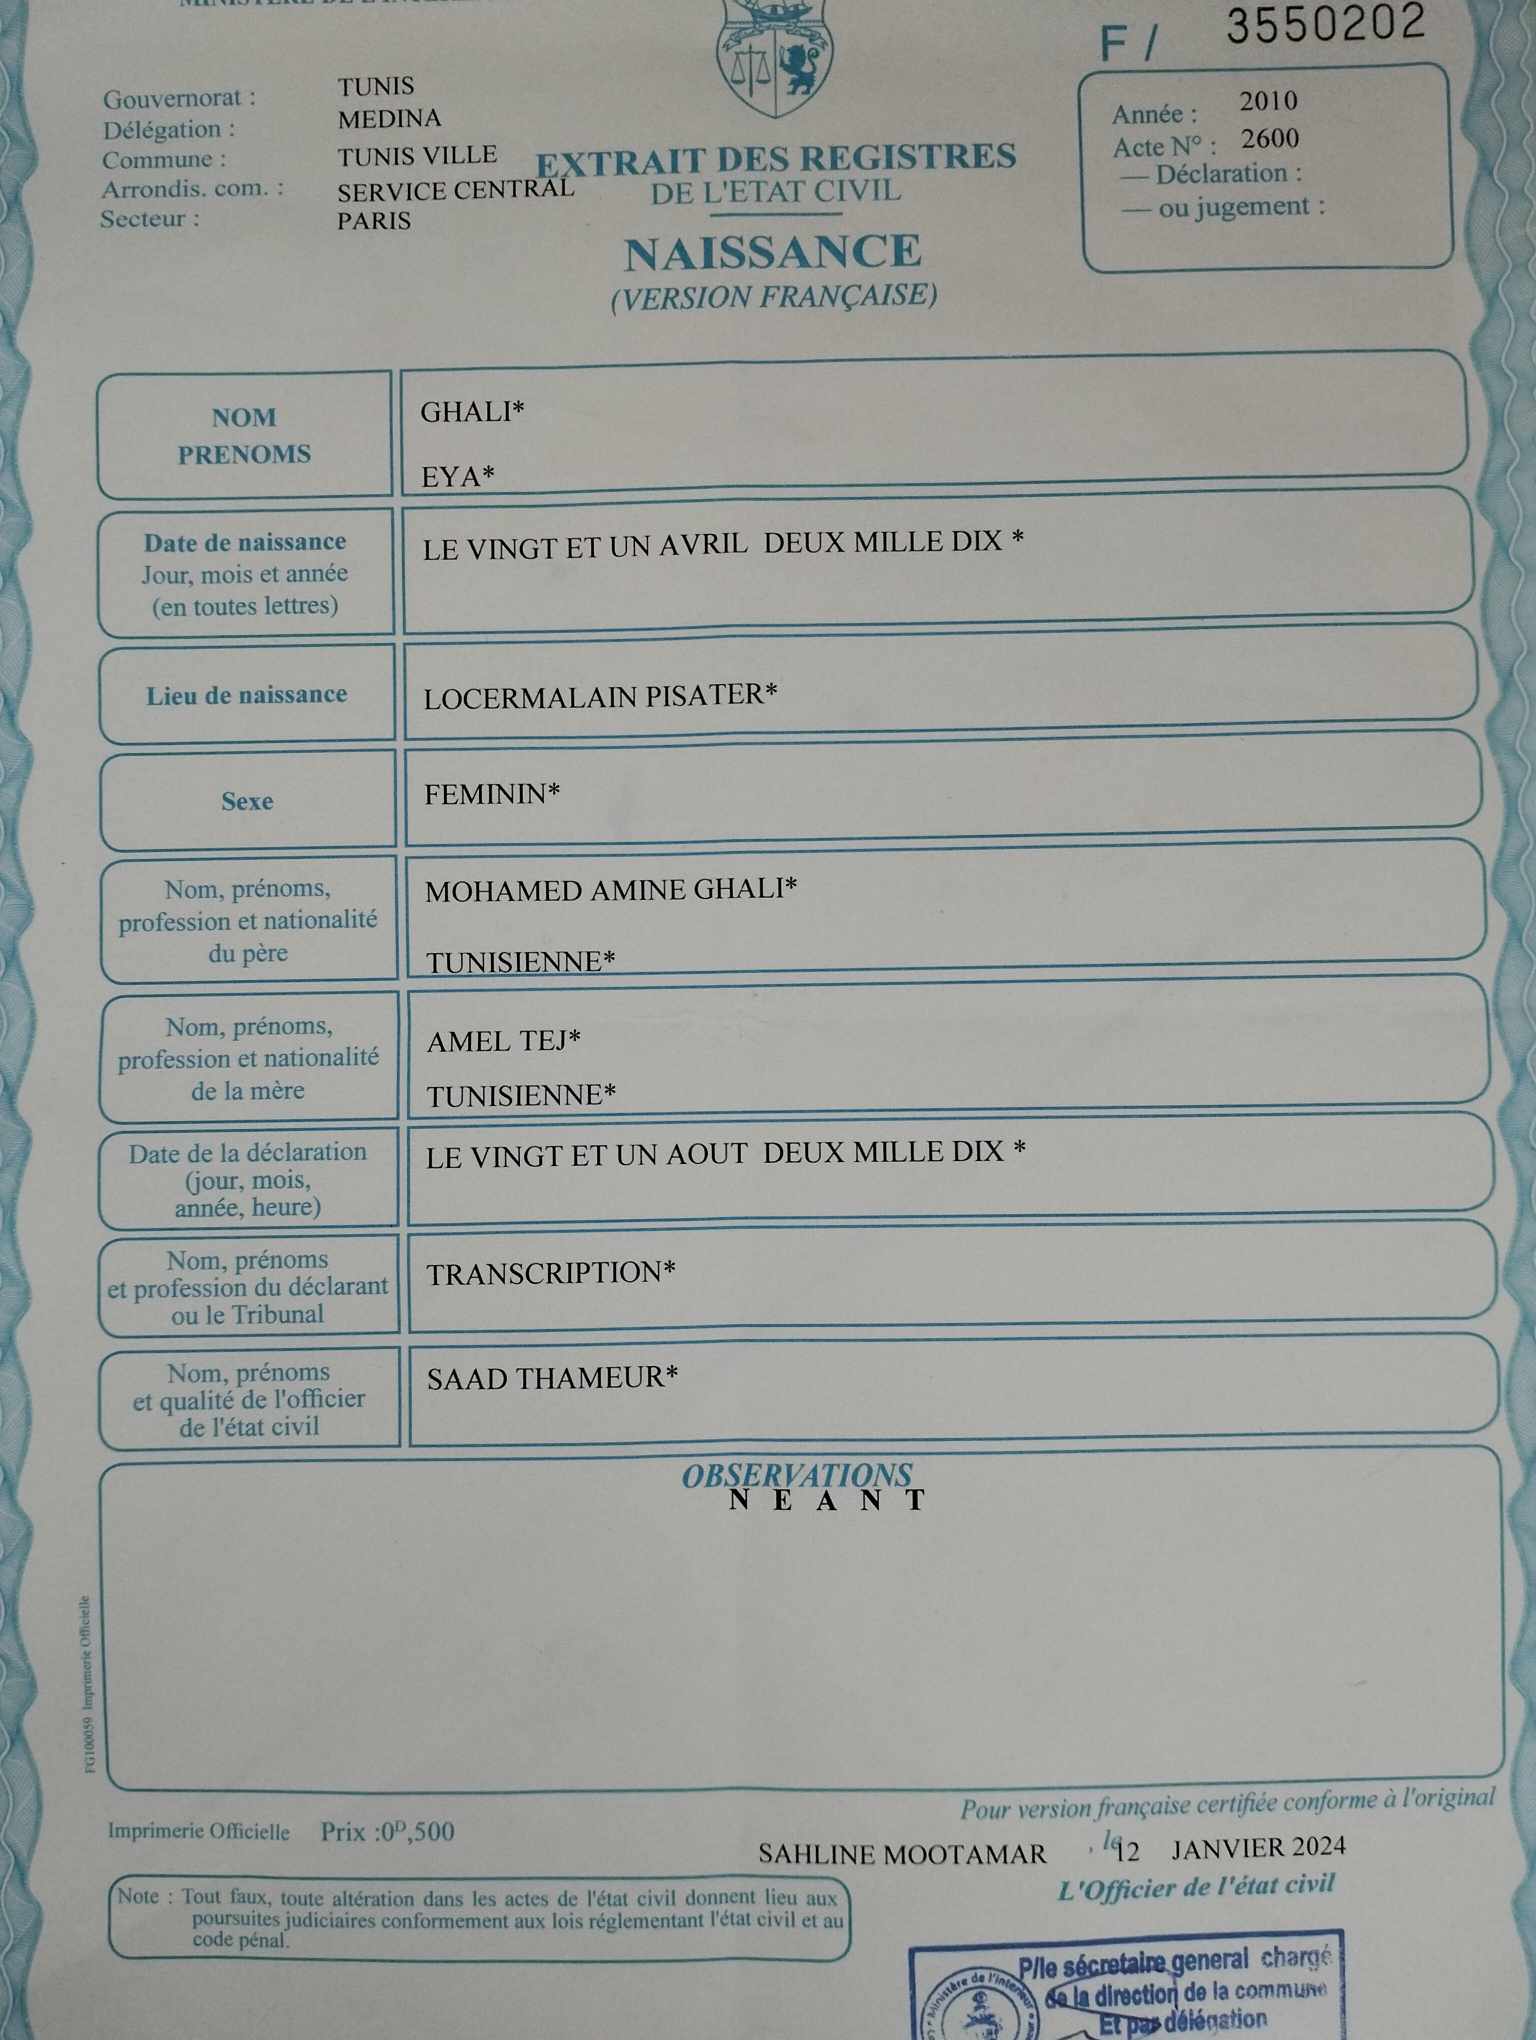 F / 3550202
Gouvernorat : TUNIS
Délégation : MEDINA
Commune : TUNIS VILLE
Arrondis. com. : SERVICE CENTRAL
Secteur : PARIS
EXTRAIT DES REGISTRES
DE L'ETAT CIVIL
NAISSANCE
(VERSION FRANÇAISE)
Année : 2010
Acte N° : 2600
— Déclaration :
— ou jugement :
NOM
PRENOMS
GHALI*
EYA*
Date de naissance
Jour, mois et année
(en toutes lettres)
LE VINGT ET UN AVRIL DEUX MILLE DIX *
Lieu de naissance
LOCERMALAIN PISATER*
Sexe
FEMININ*
Nom, prénoms,
profession et nationalité
du père
MOHAMED AMINE GHALI*
TUNISIENNE*
Nom, prénoms,
profession et nationalité
de la mère
AMEL TEJ*
TUNISIENNE*
Date de la déclaration
(jour, mois,
année, heure)
LE VINGT ET UN AOUT DEUX MILLE DIX *
Nom, prénoms
et profession du déclarant
ou le Tribunal
TRANSCRIPTION*
Nom, prénoms
et qualité de l'officier
de l'état civil
SAAD THAMEUR*
OBSERVATIONS
N E A N T
FG100059 Imprimerie Officielle
Pour version française certifiée conforme à l'original
Imprimerie Officielle Prix :0D,500
SAHLINE MOOTAMAR , le 12 JANVIER 2024
L'Officier de l'état civil
Note : Tout faux, toute altération dans les actes de l'état civil donnent lieu aux
poursuites judiciaires conformement aux lois réglementant l'état civil et au
code pénal.
P/le sécretaire general chargé
de la direction de la commune
Et par délégation
Ministère de l'Interieur